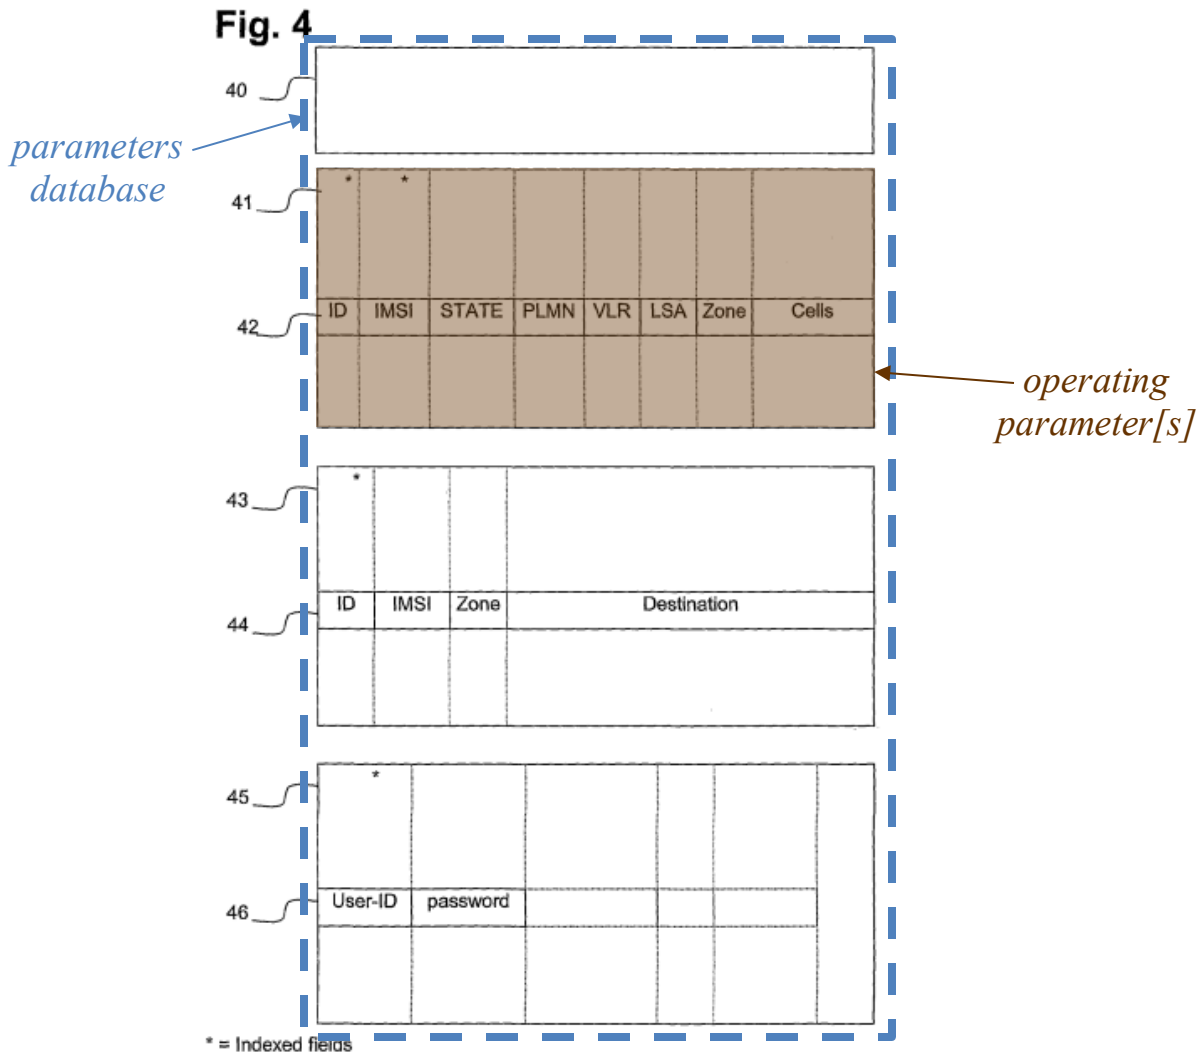 Fig. 4
40
parameters
database
* *
41
ID IMSI STATE PLMN VLR LSA Zone Cells
42
operating
parameter[s]
*
43
ID IMSI Zone Destination
44
*
45
User-ID password
46
* = Indexed fields